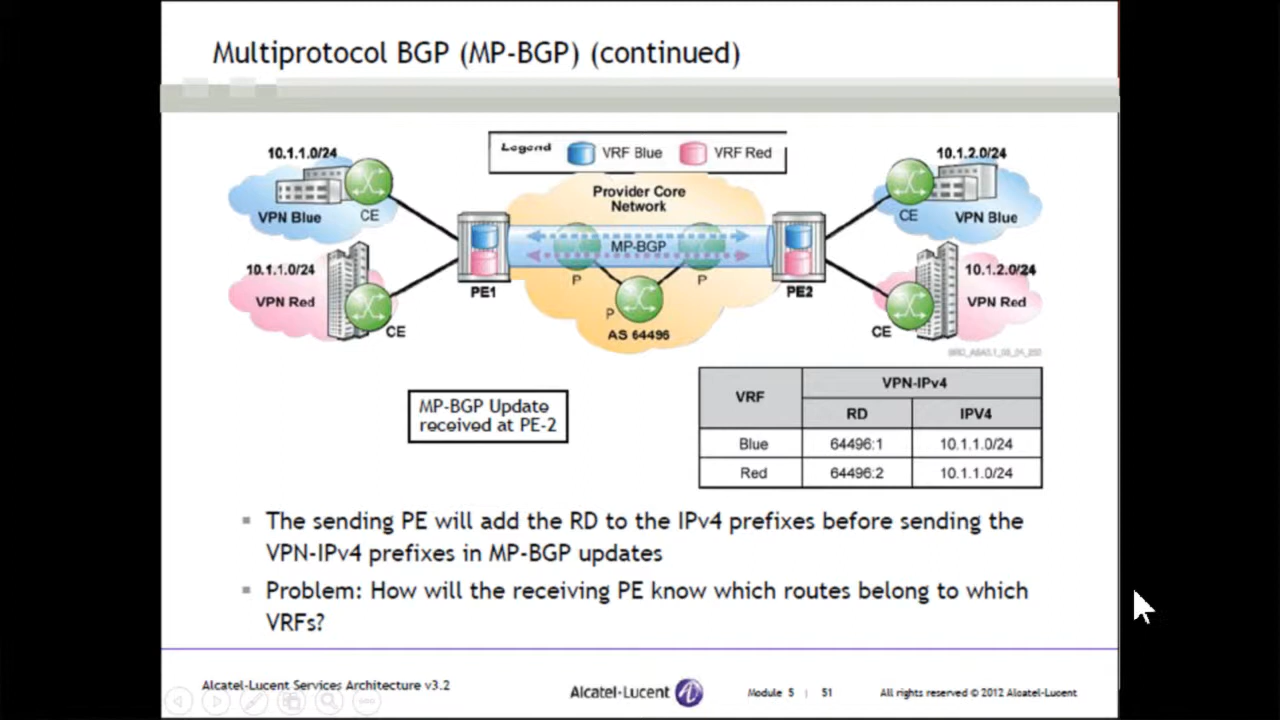 Multiprotocol BGP (MP-BGP) (continued)
Legend VRF Blue VRF Red
10.1.1.0/24
VPN Blue
CE
10.1.1.0/24
VPN Red
CE
PE1
Provider Core
Network
MP-BGP
P
P
P
AS 64496
PE2
10.1.2.0/24
CE
VPN Blue
10.1.2.0/24
VPN Red
CE
MP-BGP Update
received at PE-2
VRF VPN-IPv4
RD IPV4
Blue 64496:1 10.1.1.0/24
Red 64496:2 10.1.1.0/24
The sending PE will add the RD to the IPv4 prefixes before sending the
VPN-IPv4 prefixes in MP-BGP updates
Problem: How will the receiving PE know which routes belong to which
VRFs?
Alcatel-Lucent Services Architecture v3.2
Alcatel-Lucent
Module 5 | 51
All rights reserved © 2012 Alcatel-Lucent